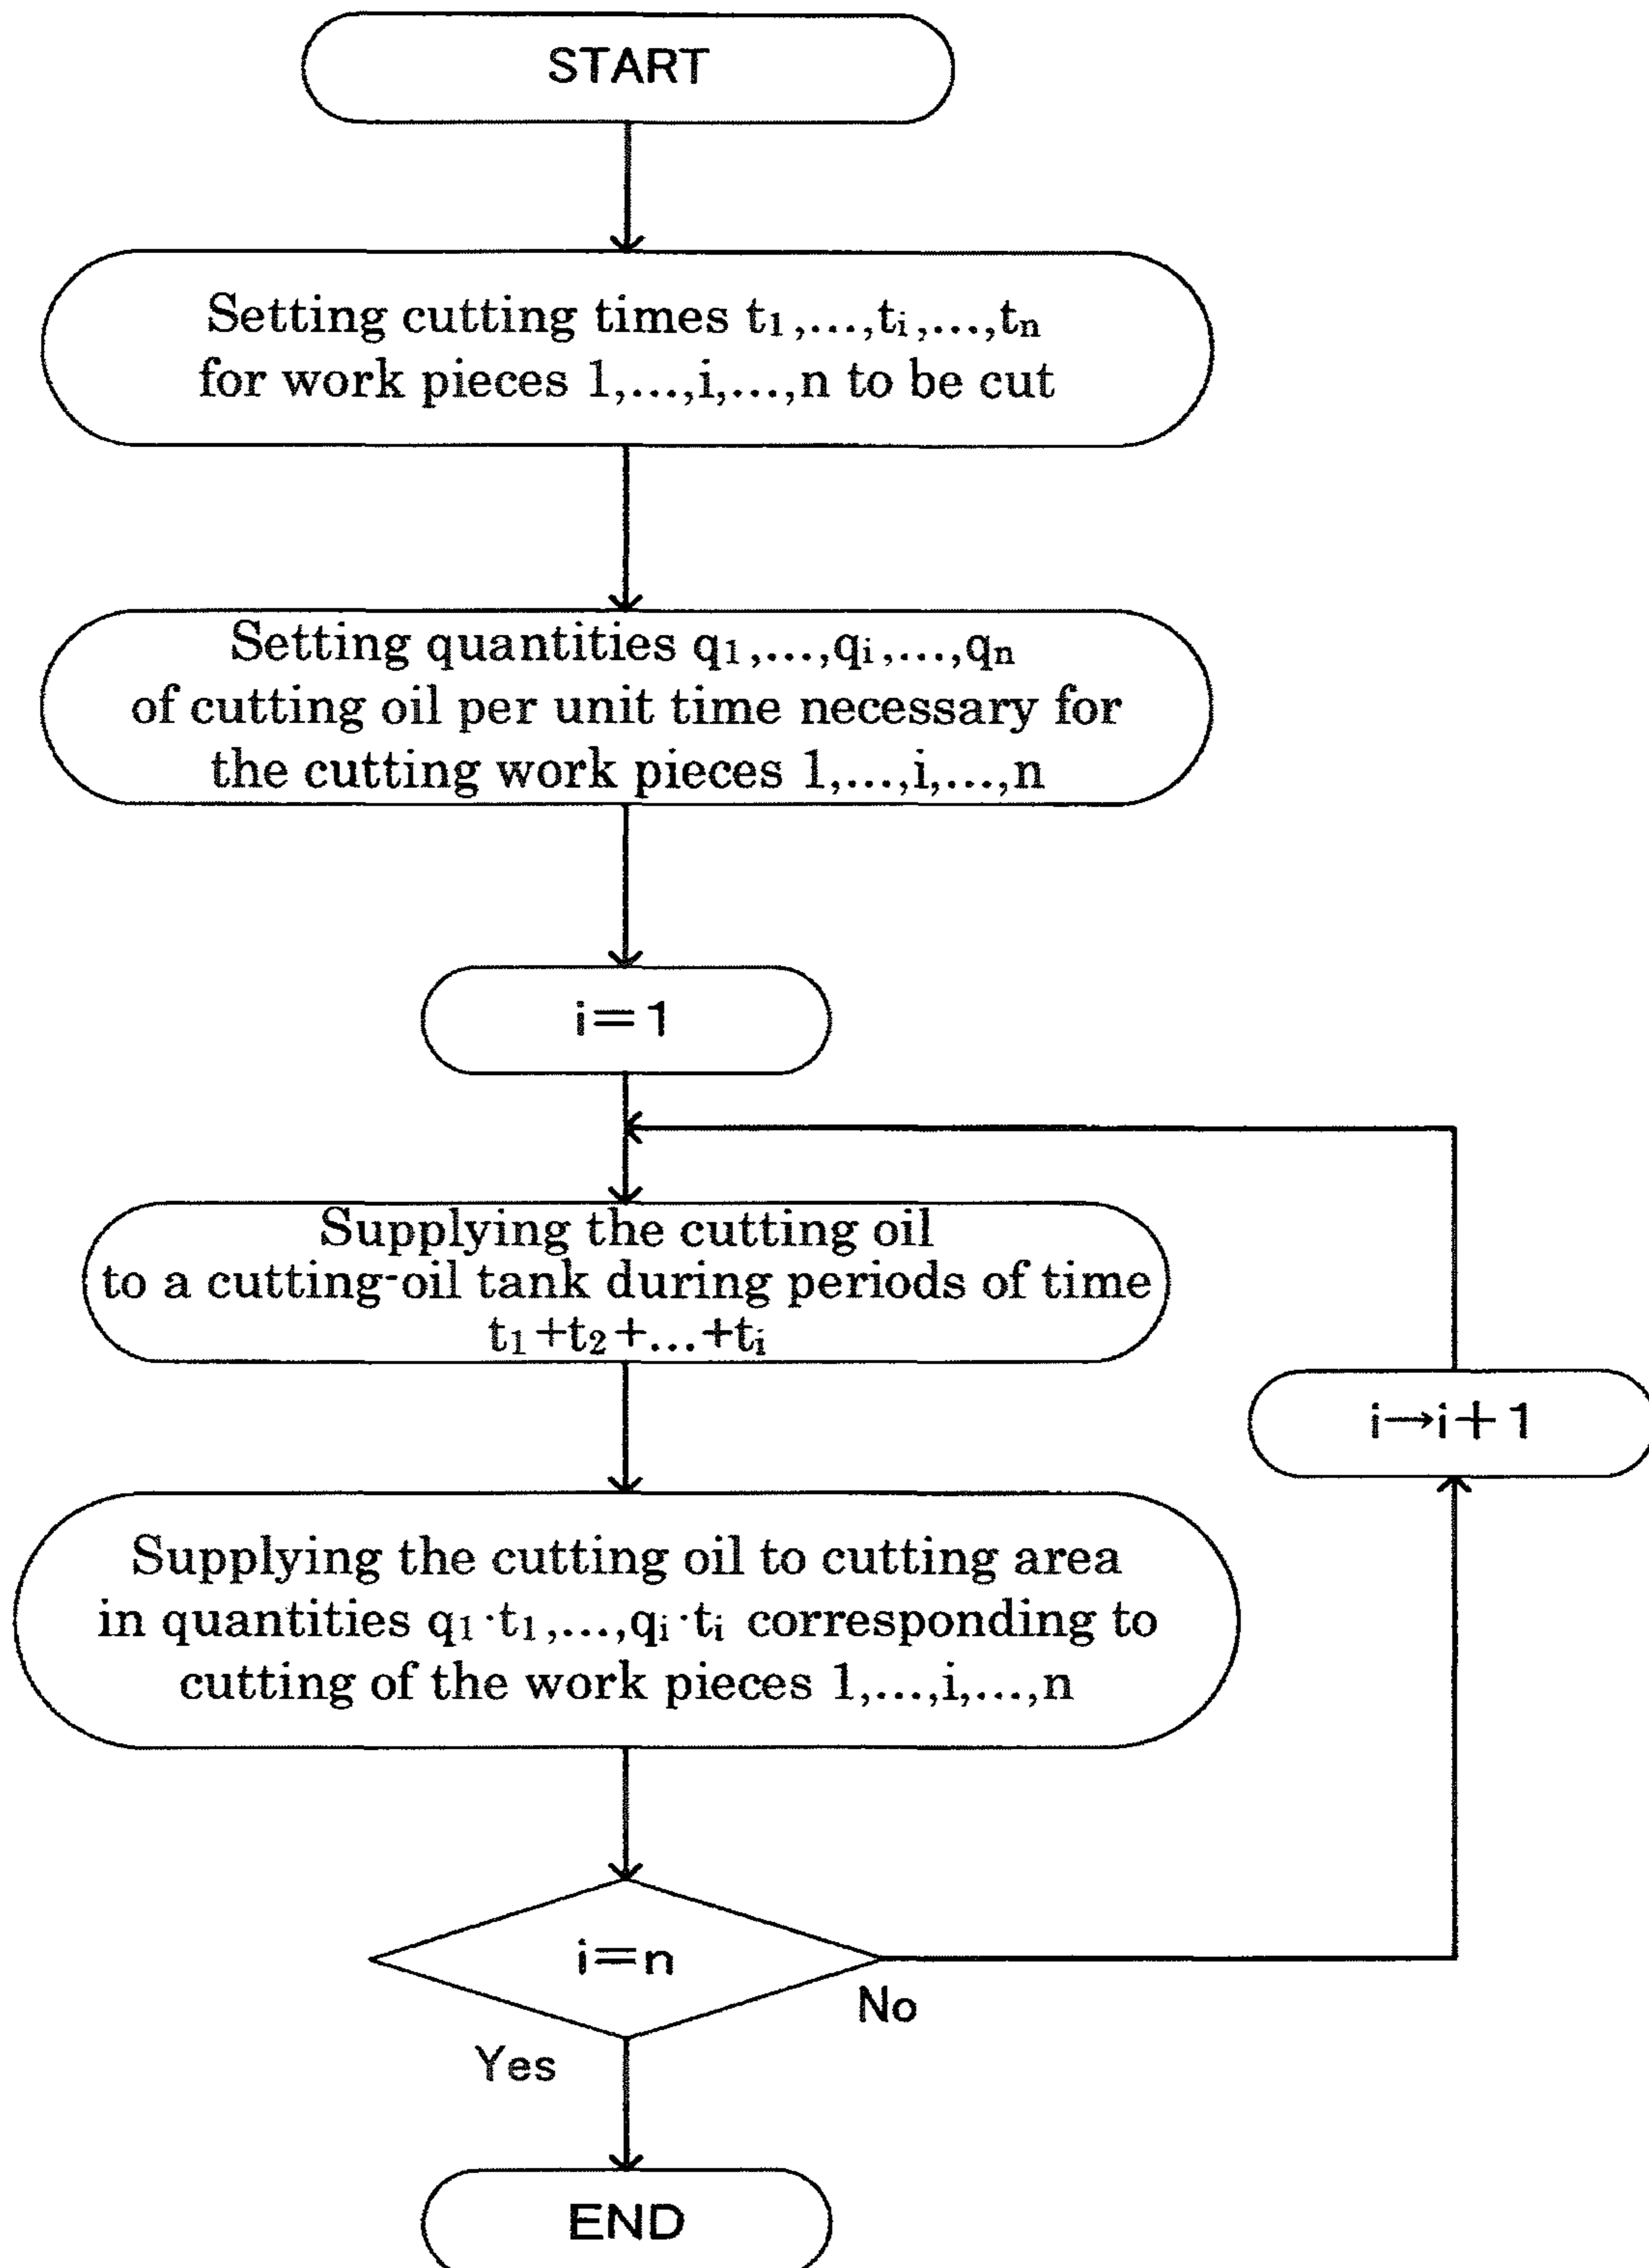 START
Setting cutting times t₁,...,tᵢ,...,tₙ
for work pieces 1,...,i,...,n to be cut
Setting quantities q₁,...,qᵢ,...,qₙ
of cutting oil per unit time necessary for
the cutting work pieces 1,...,i,...,n
i=1
Supplying the cutting oil
to a cutting-oil tank during periods of time
t₁+t₂+...+tᵢ
i→i+1
Supplying the cutting oil to cutting area
in quantities q₁·t₁,...,qᵢ·tᵢ corresponding to
cutting of the work pieces 1,...,i,...,n
i=n
No
Yes
END